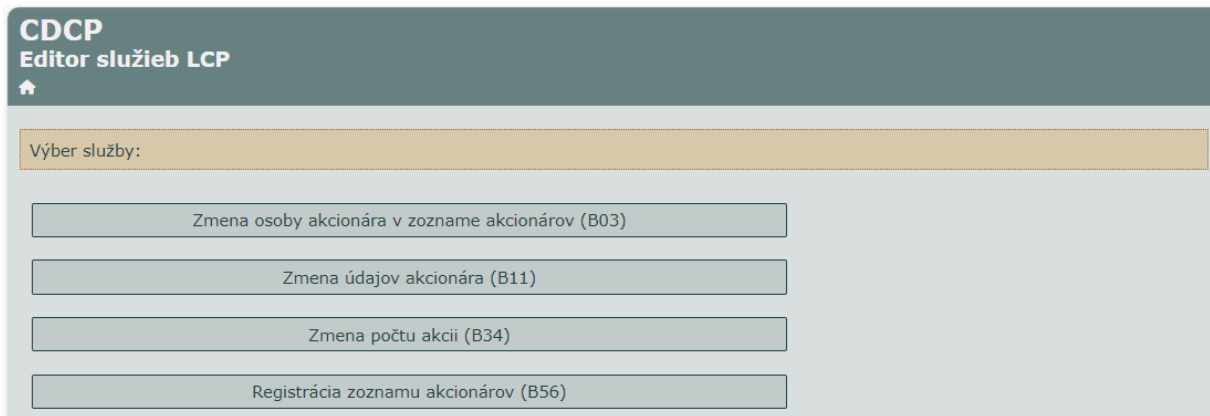 CDCP
Editor služieb LCP
Výber služby:
Zmena osoby akcionára v zozname akcionárov (B03)
Zmena údajov akcionára (B11)
Zmena počtu akcii (B34)
Registrácia zoznamu akcionárov (B56)